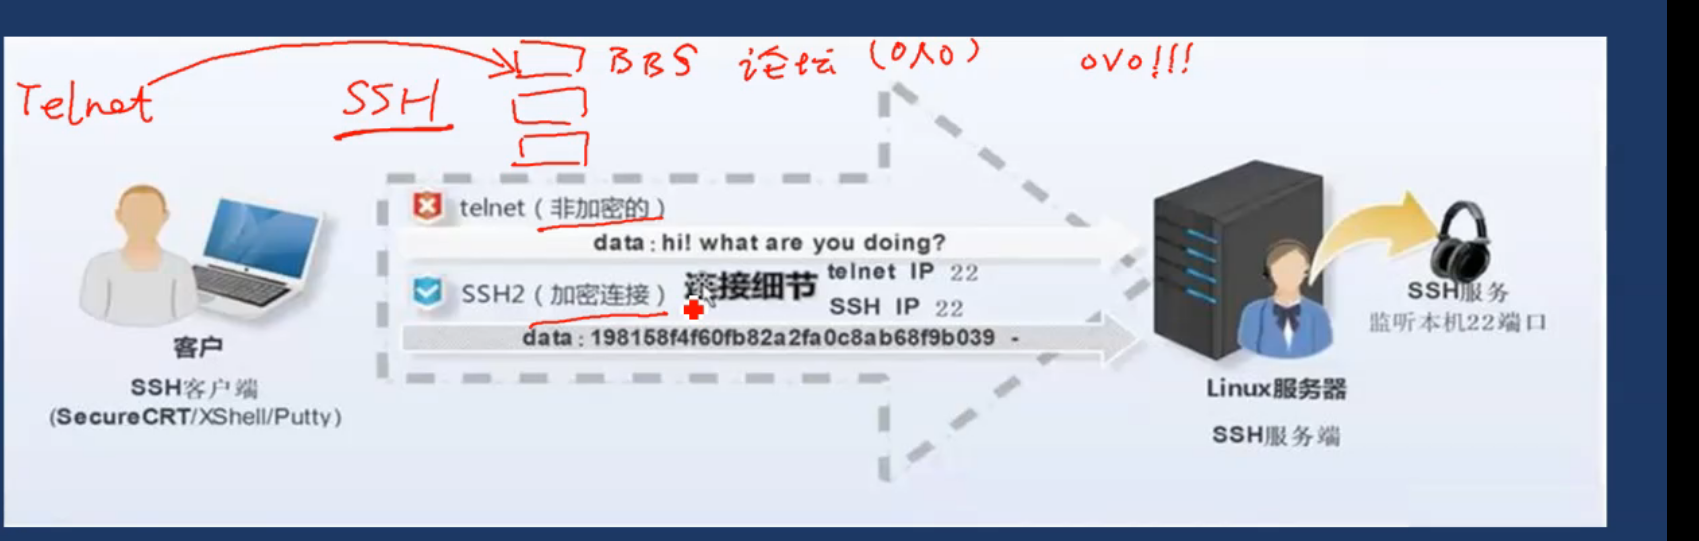 BBS 论坛 (0人0) 0V0!!!
Telnet SSH
telnet（非加密的）
data : hi! what are you doing?
连接细节 telnet IP 22
SSH2（加密连接）
SSH IP 22
data : 198158f4f60fb82a2fa0c8ab68f9b039 -
SSH服务
监听本机22端口
客户
SSH客户端
(SecureCRT/XShell/Putty)
Linux服务器
SSH服务端